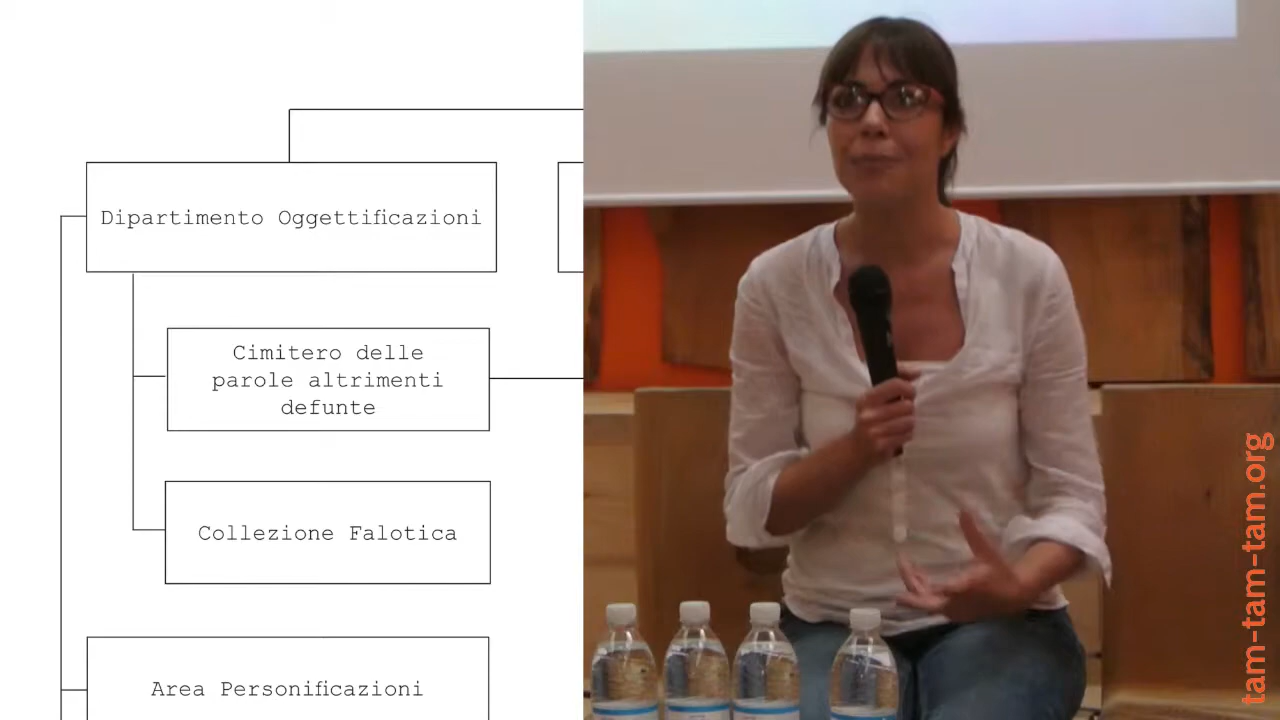 Dipartimento Oggettificazioni
Cimitero delle
parole altrimenti
defunte
Collezione Falotica
Area Personificazioni
tam-tam-tam.org